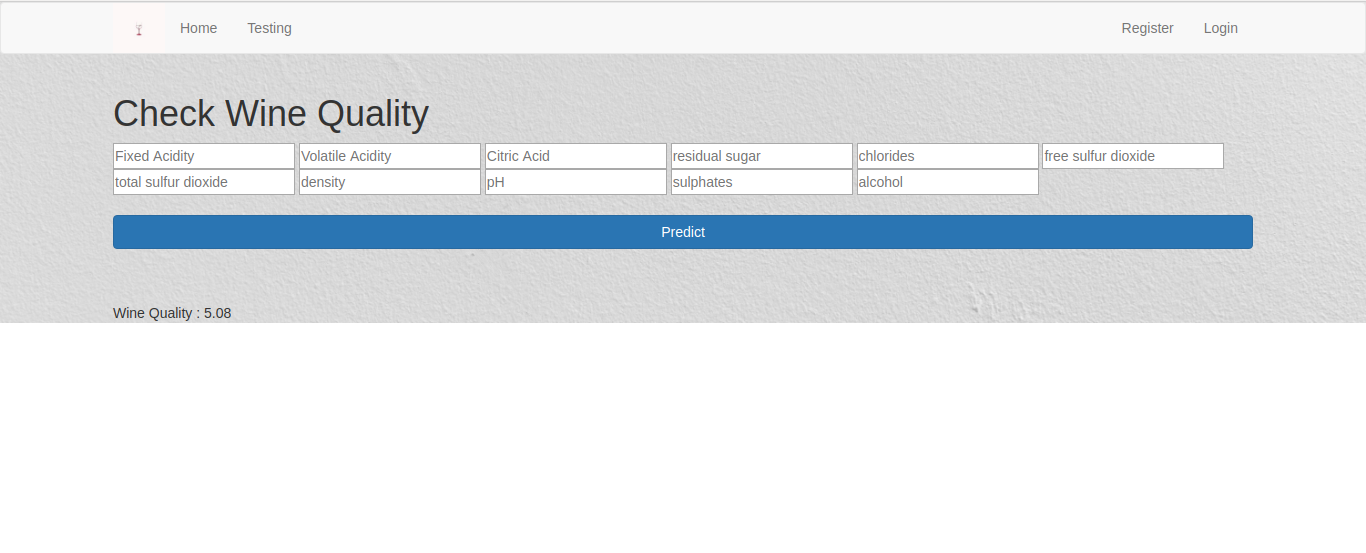 Home Testing Register Login
Check Wine Quality
Fixed Acidity Volatile Acidity Citric Acid residual sugar chlorides free sulfur dioxide
total sulfur dioxide density pH sulphates alcohol
Predict
Wine Quality : 5.08